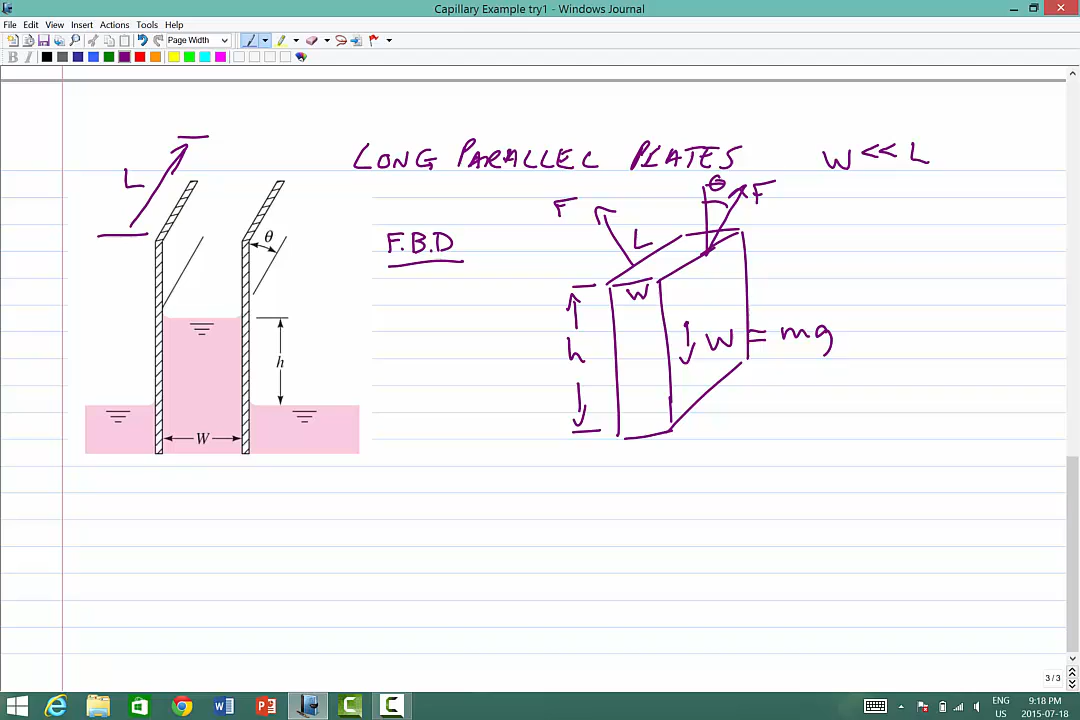 Capillary Example try1 - Windows Journal
File Edit View Insert Actions Tools Help
Page Width
B I
LONG PARALLEL PLATES W << L
L
F.B.D
F
L
θ
F
W
h
W = mg
θ
h
W
3 / 3
ENG
US
9:18 PM
2015-07-18